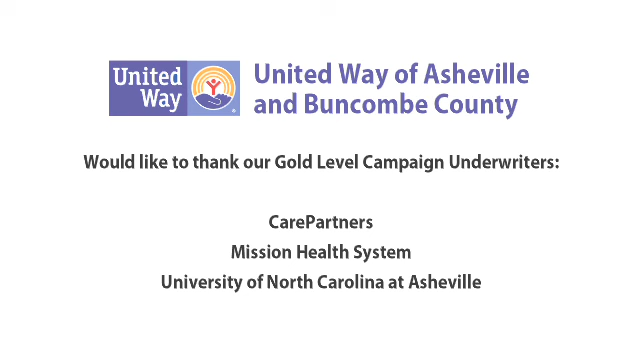 United
Way
United Way of Asheville
and Buncombe County
Would like to thank our Gold Level Campaign Underwriters:
CarePartners
Mission Health System
University of North Carolina at Asheville